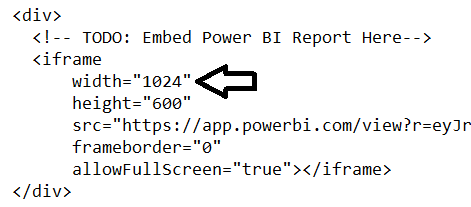 <div>
<!-- TODO: Embed Power BI Report Here-->
<iframe
width="1024"
height="600"
src="https://app.powerbi.com/view?r=eyJr
frameborder="0"
allowFullScreen="true"></iframe>
</div>